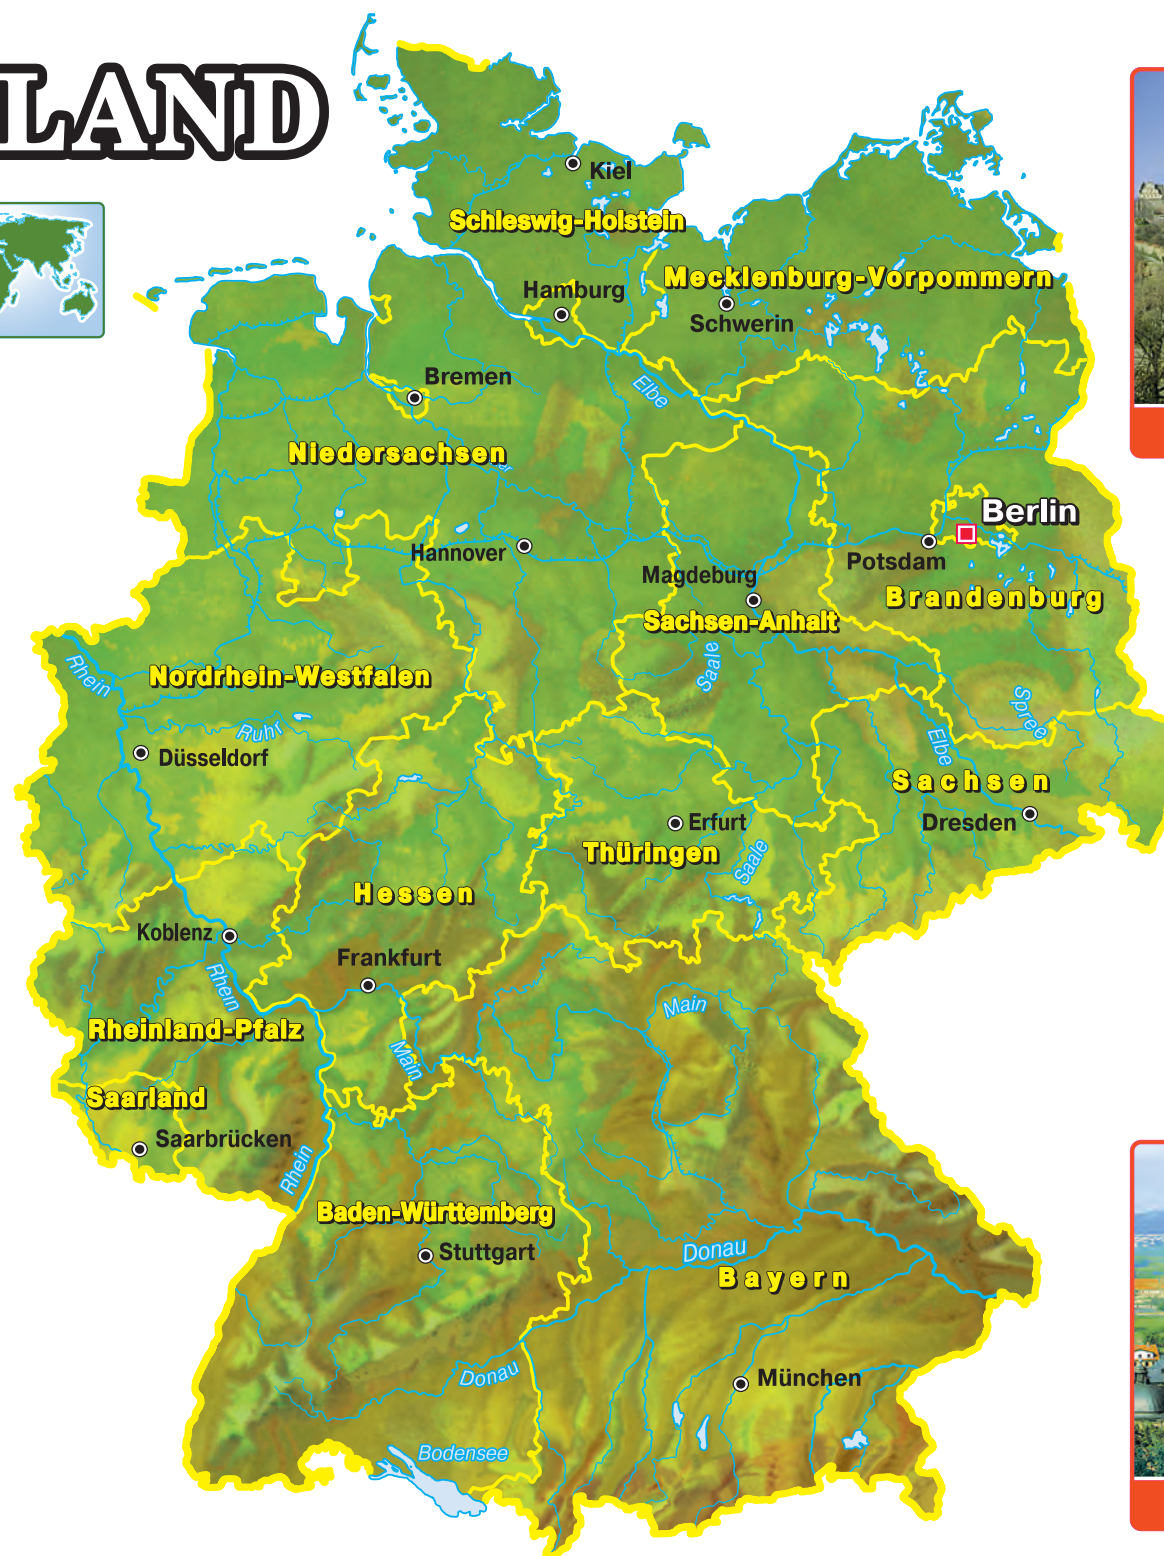 LAND
Kiel
Schleswig-Holstein
Mecklenburg-Vorpommern
Hamburg
Schwerin
Bremen
Elbe
Niedersachsen
Berlin
Hannover
Potsdam
Magdeburg
Brandenburg
Sachsen-Anhalt
Rhein
Saale
Nordrhein-Westfalen
Spree
Ruhr
Elbe
Düsseldorf
Sachsen
Erfurt
Dresden
Thüringen
Saale
Hessen
Koblenz
Frankfurt
Rhein
Main
Rheinland-Pfalz
Main
Saarland
Saarbrücken
Rhein
Baden-Württemberg
Stuttgart
Donau
Bayern
Donau
München
Bodensee